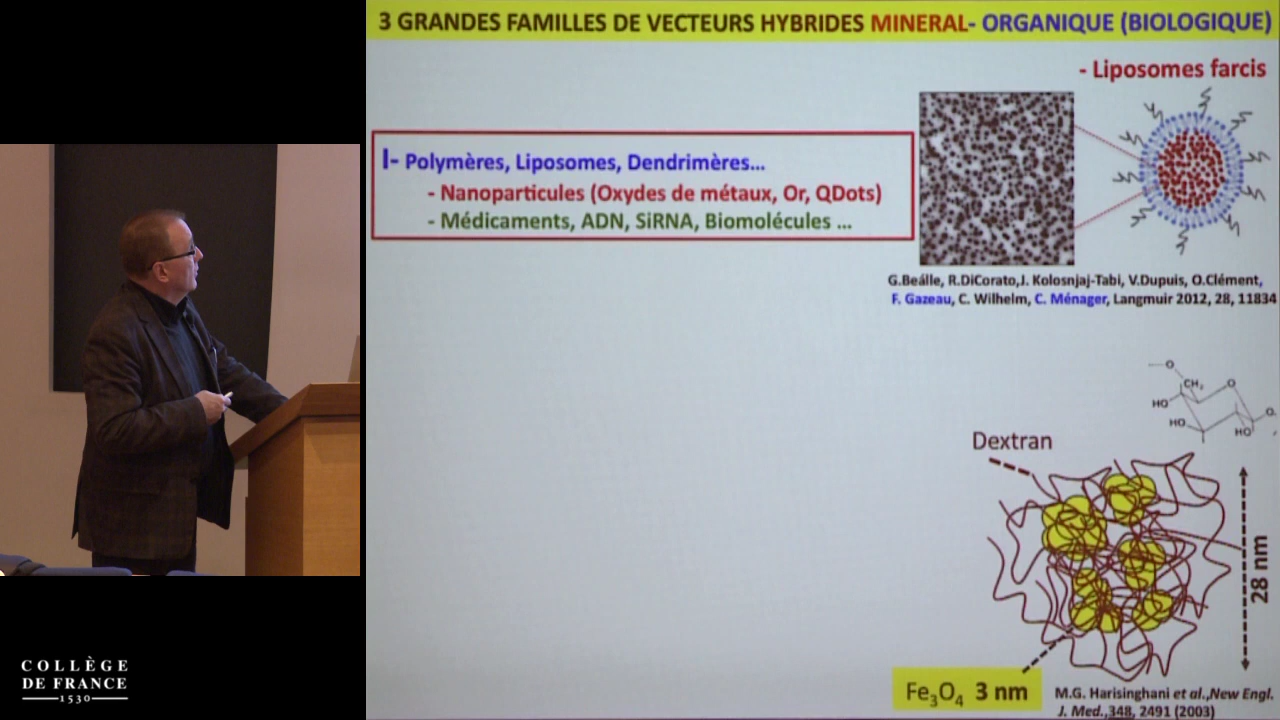 3 GRANDES FAMILLES DE VECTEURS HYBRIDES MINERAL- ORGANIQUE (BIOLOGIQUE)
- Liposomes farcis
I- Polymères, Liposomes, Dendrimères...
- Nanoparticules (Oxydes de métaux, Or, QDots)
- Médicaments, ADN, SiRNA, Biomolécules ...
G.Beálle, R.DiCorato,J. Kolosnjaj-Tabi, V.Dupuis, O.Clément,
F. Gazeau, C. Wilhelm, C. Ménager, Langmuir 2012, 28, 11834
O
CH2
O
HO
HO
HO
O
Dextran
28 nm
Fe3O4 3 nm
M.G. Harisinghani et al.,New Engl.
J. Med.,348, 2491 (2003)
COLLÈGE
DE FRANCE
1530